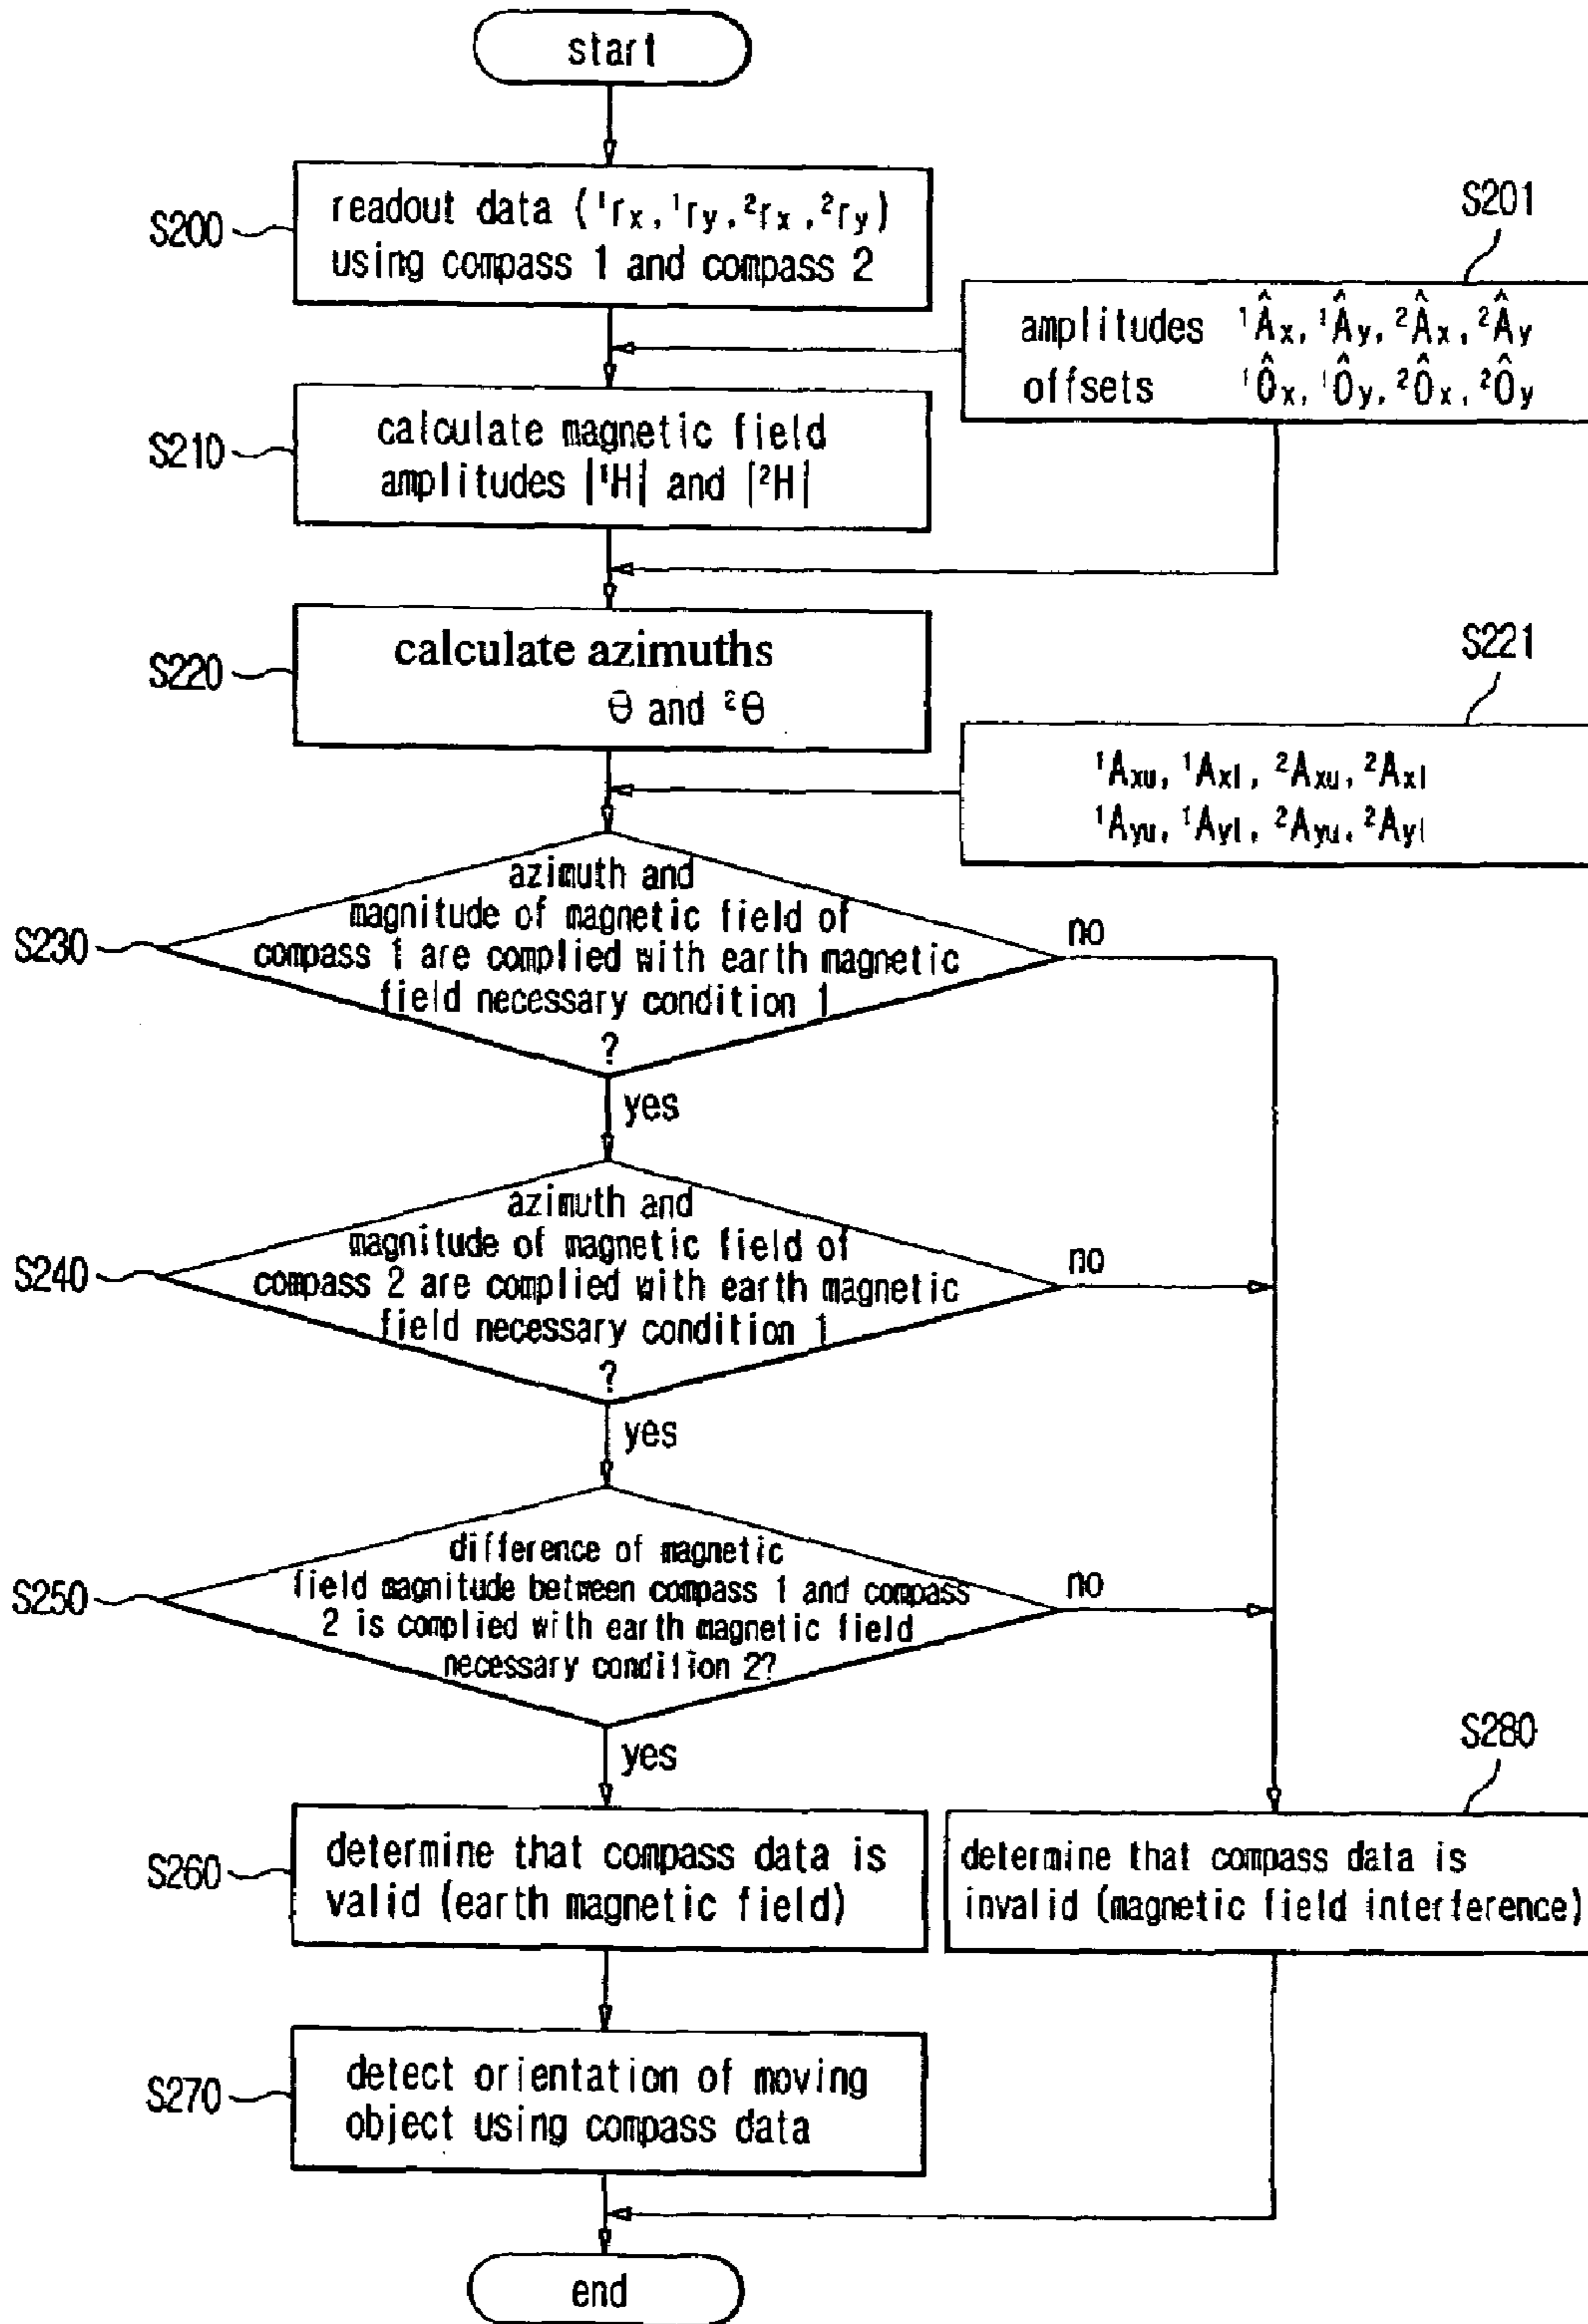 start
S200
readout data (¹rx, ¹ry, ²rx, ²ry)
using compass 1 and compass 2
S201
amplitudes ¹Âx, ¹Ây, ²Âx, ²Ây
offsets ¹Ôx, ¹Ôy, ²Ôx, ²Ôy
S210
calculate magnetic field
amplitudes |¹H| and |²H|
S220
calculate azimuths
θ and ²θ
S221
¹Axu, ¹Axl, ²Axu, ²Axl
¹Ayu, ¹Ayl, ²Ayu, ²Ayl
S230
azimuth and
magnitude of magnetic field of
compass 1 are complied with earth magnetic
field necessary condition 1
?
no
yes
S240
azimuth and
magnitude of magnetic field of
compass 2 are complied with earth magnetic
field necessary condition 1
?
no
yes
S250
difference of magnetic
field magnitude between compass 1 and compass
2 is complied with earth magnetic field
necessary condition 2?
no
yes
S260
determine that compass data is
valid (earth magnetic field)
S280
determine that compass data is
invalid (magnetic field interference)
S270
detect orientation of moving
object using compass data
end